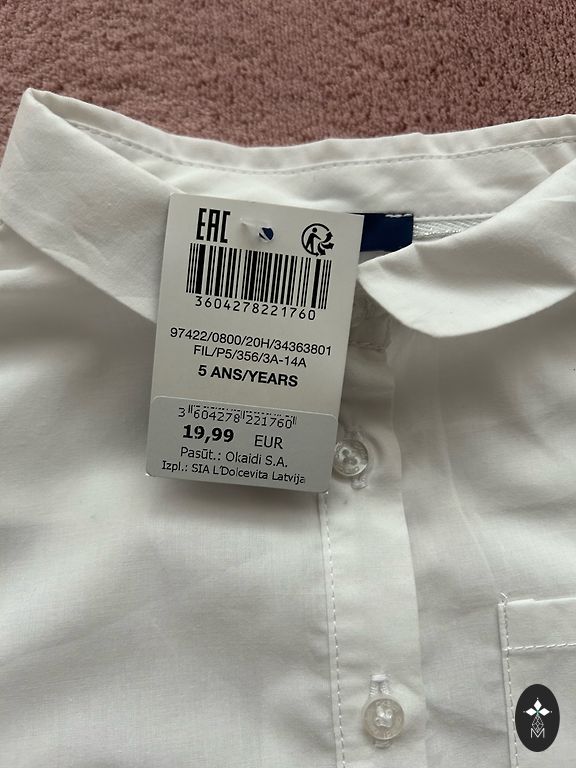 EAC
3604278221760
97422/0800/20H/34363801
FIL/P5/356/3A-14A
5 ANS/YEARS
3 604278 221760
19,99 EUR
Pasūt.: Okaidi S.A.
Izpl.: SIA L'Dolcevita Latvija
M